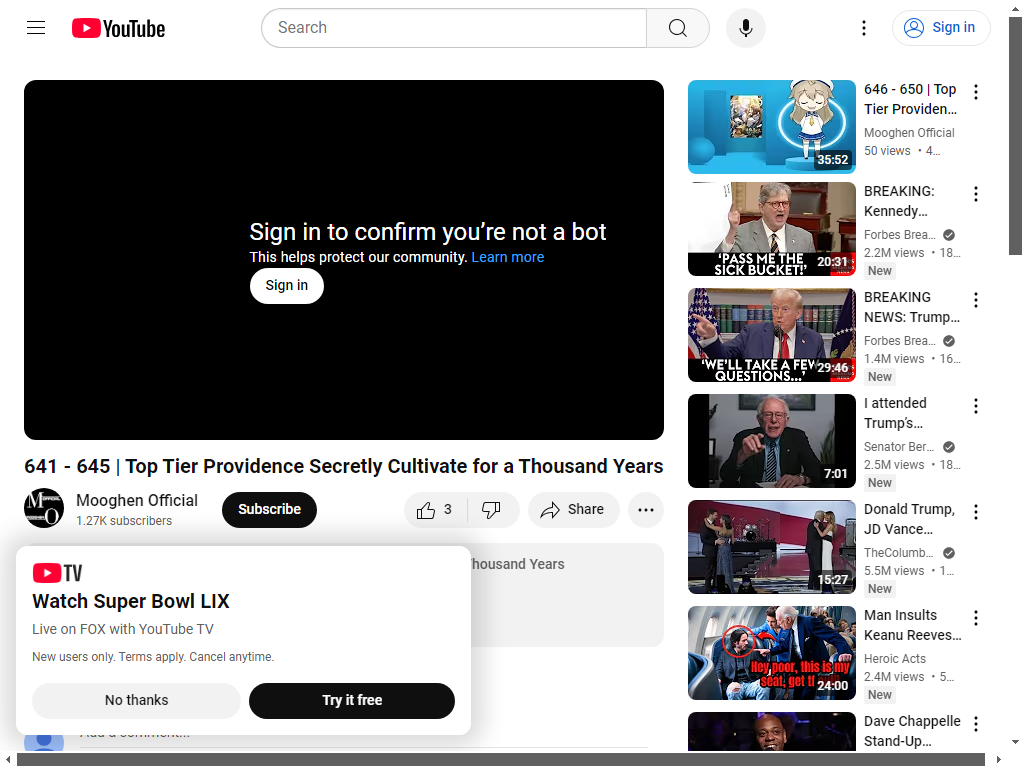 YouTube
Search
Sign in
Sign in to confirm you’re not a bot
This helps protect our community. Learn more
Sign in
641 - 645 | Top Tier Providence Secretly Cultivate for a Thousand Years
Mooghen Official
1.27K subscribers
Subscribe
3
Share
Thousand Years
TV
Watch Super Bowl LIX
Live on FOX with YouTube TV
New users only. Terms apply. Cancel anytime.
No thanks
Try it free
Add a comment...
35:52
646 - 650 | Top
Tier Providen...
Mooghen Official
50 views • 4...
'PASS ME THE
SICK BUCKET!'
20:31
BREAKING:
Kennedy...
Forbes Brea...
2.2M views • 18...
New
'WE'LL TAKE A FEW
QUESTIONS...'
29:46
BREAKING
NEWS: Trump...
Forbes Brea...
1.4M views • 16...
New
7:01
I attended
Trump’s...
Senator Ber...
2.5M views • 18...
New
15:27
Donald Trump,
JD Vance...
TheColumb...
5.5M views • 1...
New
Hey poor, this is my
seat, get
24:00
Man Insults
Keanu Reeves...
Heroic Acts
2.4M views • 5...
New
Dave Chappelle
Stand-Up...